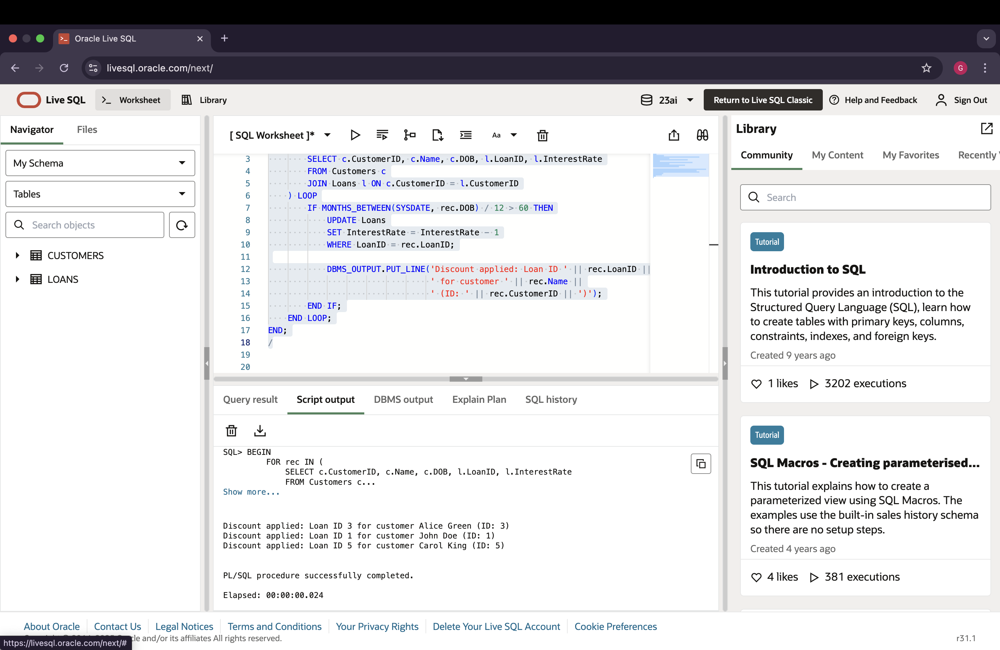 Oracle Live SQL
livesql.oracle.com/next/
G
Live SQL
Worksheet
Library
23ai
Return to Live SQL Classic
Help and Feedback
Sign Out
Navigator
Files
My Schema
Tables
Search objects
CUSTOMERS
LOANS
[ SQL Worksheet ]*
Aa
3 SELECT c.CustomerID, c.Name, c.DOB, l.LoanID, l.InterestRate
4 FROM Customers c
5 JOIN Loans l ON c.CustomerID = l.CustomerID
6 ) LOOP
7 IF MONTHS_BETWEEN(SYSDATE, rec.DOB) / 12 > 60 THEN
8 UPDATE Loans
9 SET InterestRate = InterestRate - 1
10 WHERE LoanID = rec.LoanID;
11
12 DBMS_OUTPUT.PUT_LINE('Discount applied: Loan ID ' || rec.LoanID ||
13 ' for customer ' || rec.Name ||
14 ' (ID: ' || rec.CustomerID || ')');
15 END IF;
16 END LOOP;
17 END;
18 /
19
20
Query result
Script output
DBMS output
Explain Plan
SQL history
SQL> BEGIN
FOR rec IN (
SELECT c.CustomerID, c.Name, c.DOB, l.LoanID, l.InterestRate
FROM Customers c...
Show more...
Discount applied: Loan ID 3 for customer Alice Green (ID: 3)
Discount applied: Loan ID 1 for customer John Doe (ID: 1)
Discount applied: Loan ID 5 for customer Carol King (ID: 5)
PL/SQL procedure successfully completed.
Elapsed: 00:00:00.024
Library
Community
My Content
My Favorites
Recently
Search
Tutorial
Introduction to SQL
This tutorial provides an introduction to the
Structured Query Language (SQL), learn how
to create tables with primary keys, columns,
constraints, indexes, and foreign keys.
Created 9 years ago
1 likes
3202 executions
Tutorial
SQL Macros - Creating parameterised...
This tutorial explains how to create a
parameterized view using SQL Macros. The
examples use the built-in sales history schema
so there are no setup steps.
Created 4 years ago
4 likes
381 executions
About Oracle
Contact Us
Legal Notices
Terms and Conditions
Your Privacy Rights
Delete Your Live SQL Account
Cookie Preferences
and/or its affiliates All rights reserved.
https://livesql.oracle.com/next/#
r31.1